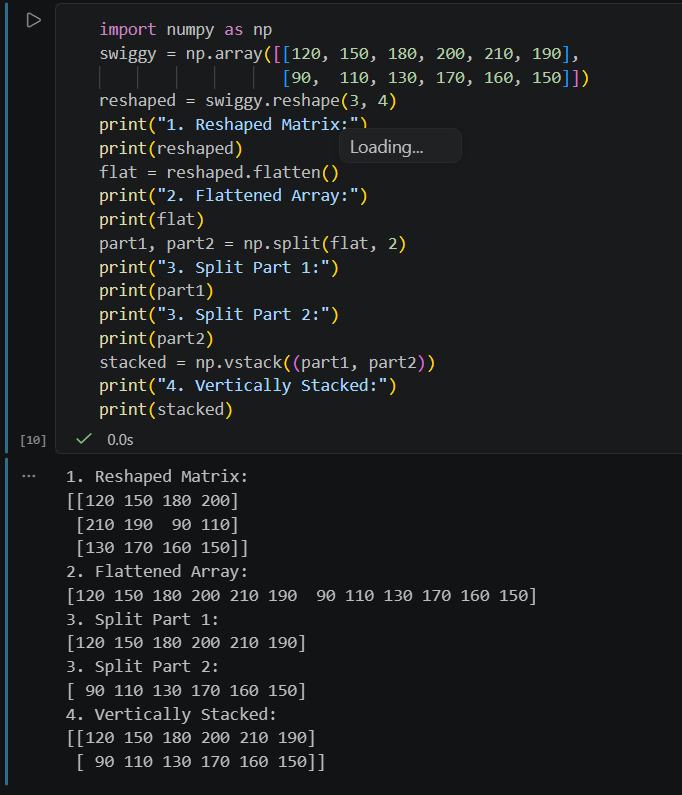 import numpy as np
swiggy = np.array([[120, 150, 180, 200, 210, 190],
[90,  110, 130, 170, 160, 150]])
reshaped = swiggy.reshape(3, 4)
print("1. Reshaped Matrix:")
Loading...
print(reshaped)
flat = reshaped.flatten()
print("2. Flattened Array:")
print(flat)
part1, part2 = np.split(flat, 2)
print("3. Split Part 1:")
print(part1)
print("3. Split Part 2:")
print(part2)
stacked = np.vstack((part1, part2))
print("4. Vertically Stacked:")
print(stacked)
[10] 0.0s
1. Reshaped Matrix:
[[120 150 180 200]
 [210 190  90 110]
 [130 170 160 150]]
2. Flattened Array:
[120 150 180 200 210 190  90 110 130 170 160 150]
3. Split Part 1:
[120 150 180 200 210 190]
3. Split Part 2:
[ 90 110 130 170 160 150]
4. Vertically Stacked:
[[120 150 180 200 210 190]
 [ 90 110 130 170 160 150]]